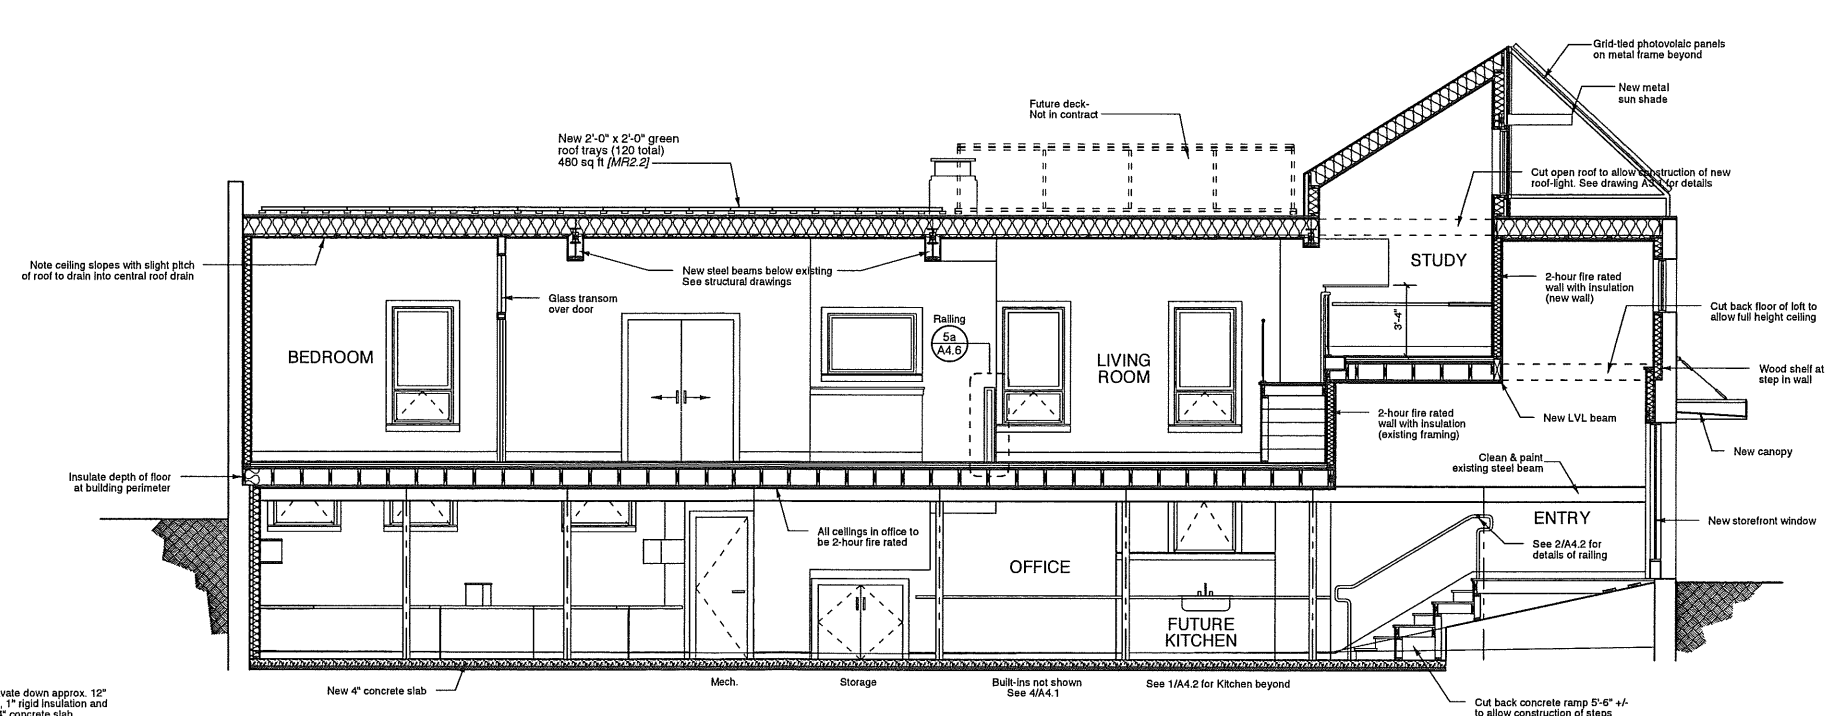 Grid-tied photovolaic panels
on metal frame beyond
New metal
sun shade
Future deck-
Not in contract
New 2'-0" x 2'-0" green
roof trays (120 total)
480 sq ft [MR2.2]
Cut open roof to allow construction of new
roof-light. See drawing A3.1 for details
Note ceiling slopes with slight pitch
of roof to drain into central roof drain
New steel beams below existing
See structural drawings
STUDY
2-hour fire rated
wall with insulation
(new wall)
Glass transom
over door
Cut back floor of loft to
allow full height ceiling
Railing
5a
A4.6
3'-4"
BEDROOM
LIVING
ROOM
Wood shelf at
step in wall
2-hour fire rated
wall with insulation
(existing framing)
New LVL beam
New canopy
Clean & paint
existing steel beam
Insulate depth of floor
at building perimeter
All ceilings in office to
be 2-hour fire rated
ENTRY
New storefront window
See 2/A4.2 for
details of railing
OFFICE
FUTURE
KITCHEN
New 4" concrete slab
Mech.
Storage
Built-ins not shown
See 4/A4.1
See 1/A4.2 for Kitchen beyond
vate down approx. 12"
, 1" rigid insulation and
4" concrete slab
Cut back concrete ramp 5'-6" +/-
to allow construction of steps